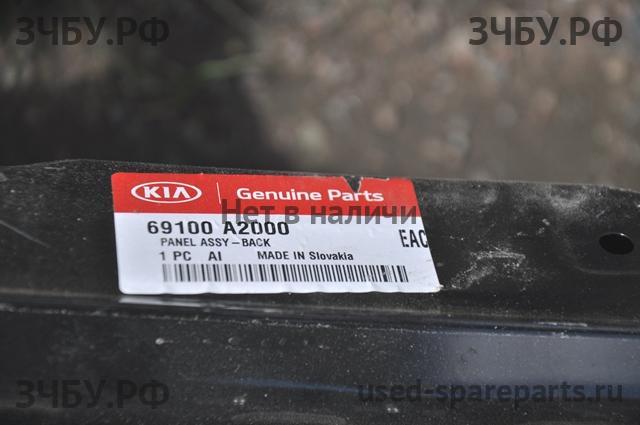 ЗЧБУ.РФ
ЗЧБУ.РФ
KIA Genuine Parts
Нет в наличии
69100 A2000
PANEL ASSY-BACK
EAC
1 PC AI MADE IN Slovakia
ЗЧБУ.РФ
used-spareparts.ru